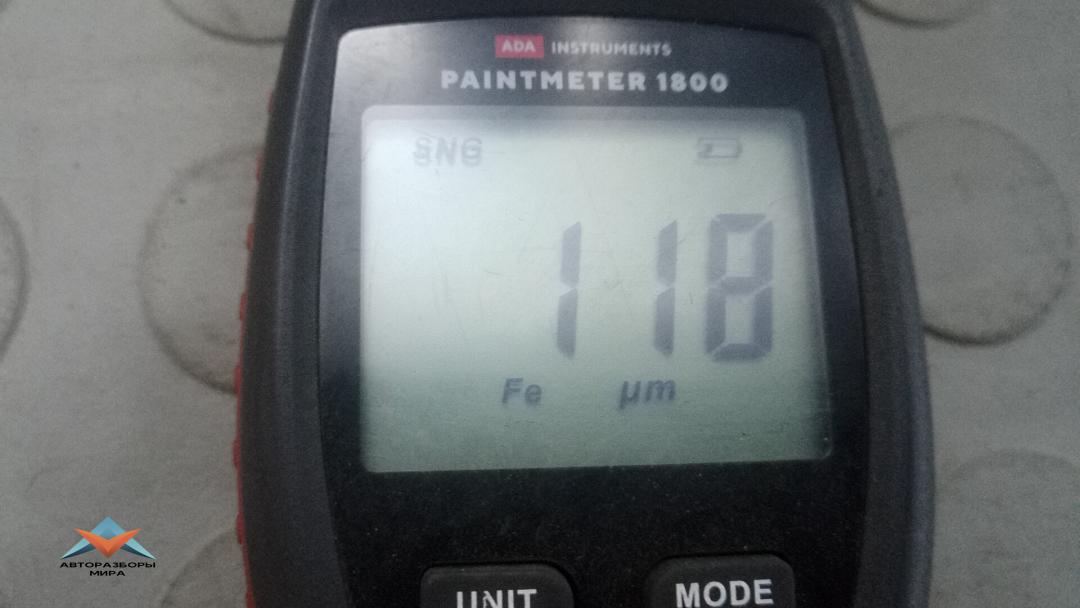 ADA INSTRUMENTS
PAINTMETER 1800
SNG
118
Fe µm
UNIT MODE
АВТОРАЗБОРЫ
МИРА